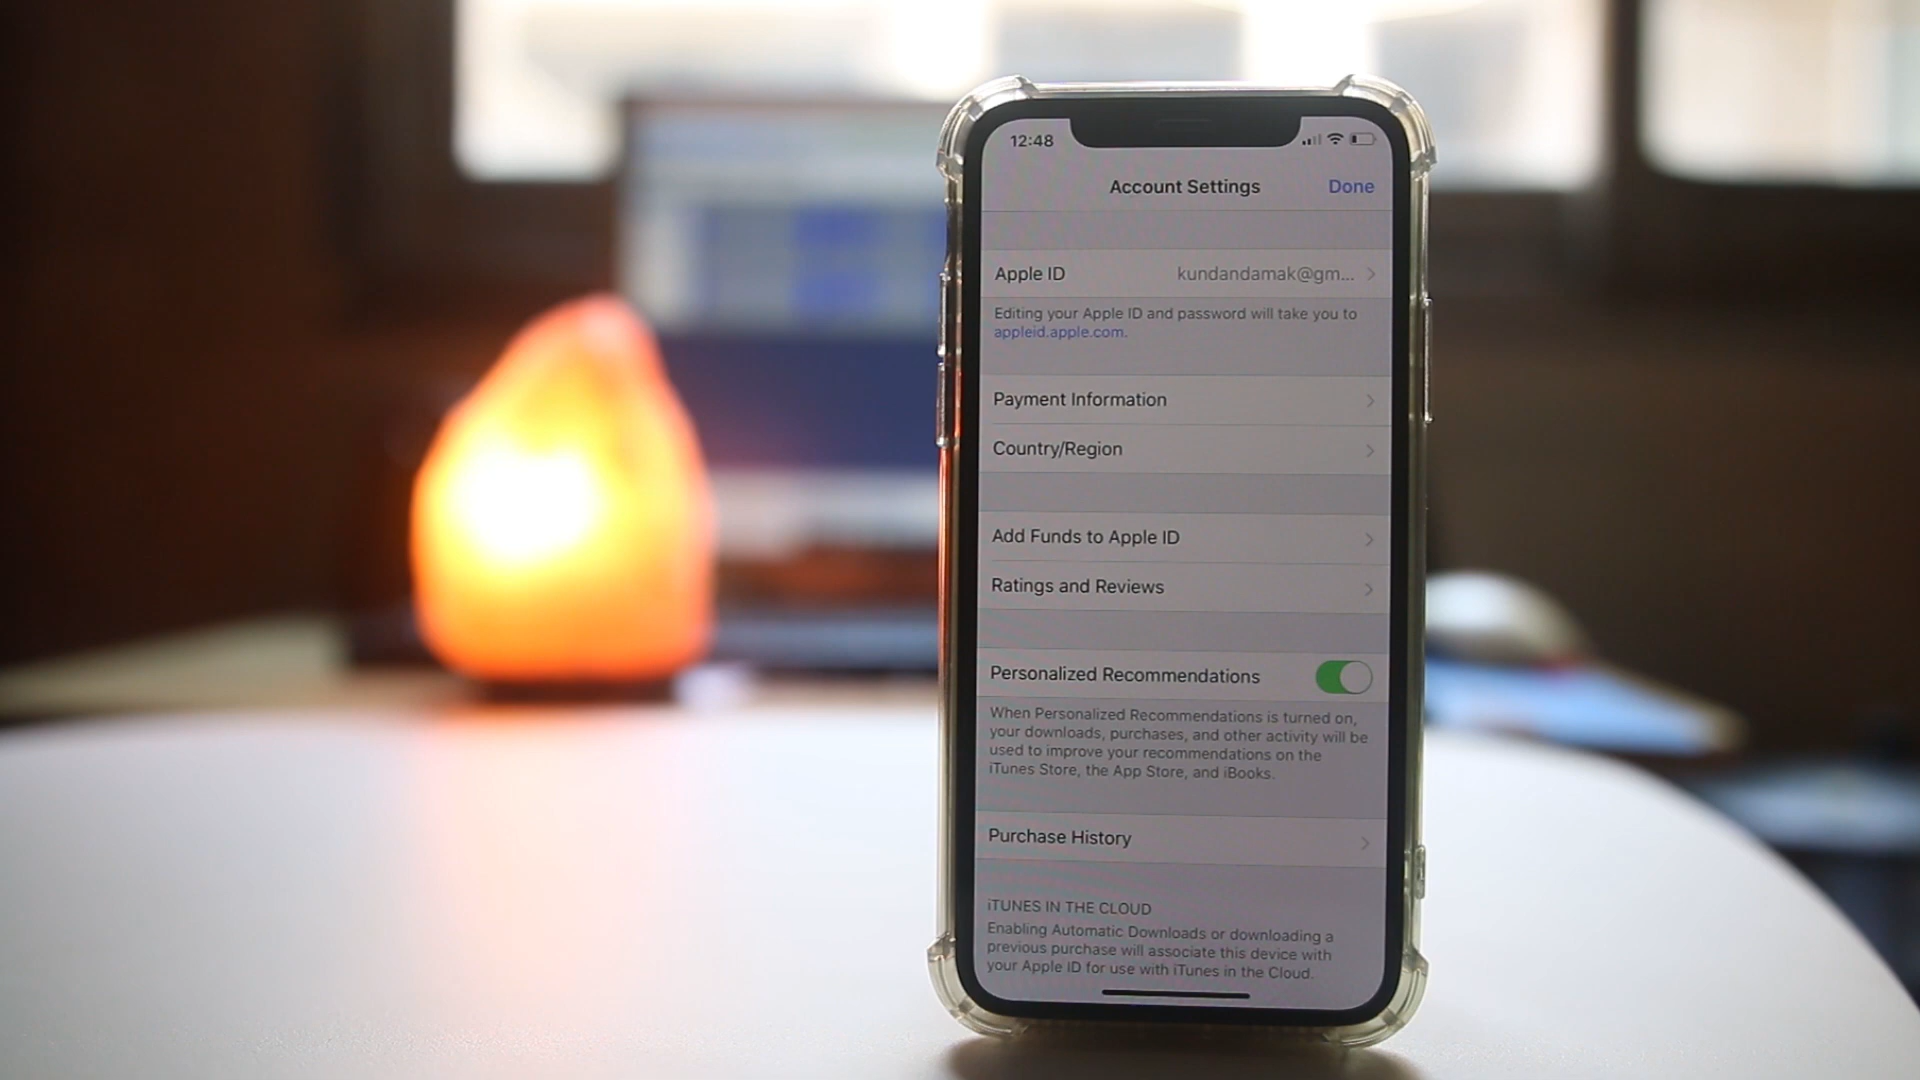 12:48
Account Settings
Done
Apple ID
kundandamak@gm...
Editing your Apple ID and password will take you to
appleid.apple.com.
Payment Information
Country/Region
Add Funds to Apple ID
Ratings and Reviews
Personalized Recommendations
When Personalized Recommendations is turned on,
your downloads, purchases, and other activity will be
used to improve your recommendations on the
iTunes Store, the App Store, and iBooks.
Purchase History
iTUNES IN THE CLOUD
Enabling Automatic Downloads or downloading a
previous purchase will associate this device with
your Apple ID for use with iTunes in the Cloud.